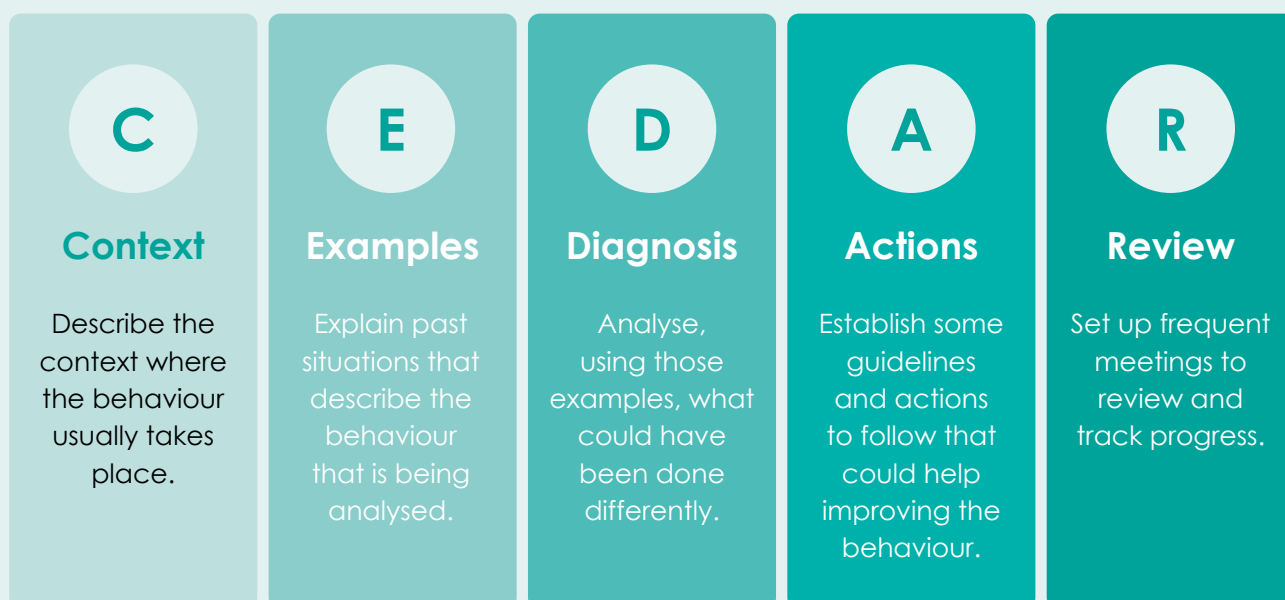 C
Context
Describe the
context where
the behaviour
usually takes
place.
E
Examples
Explain past
situations that
describe the
behaviour
that is being
analysed.
D
Diagnosis
Analyse,
using those
examples, what
could have
been done
differently.
A
Actions
Establish some
guidelines
and actions
to follow that
could help
improving the
behaviour.
R
Review
Set up frequent
meetings to
review and
track progress.